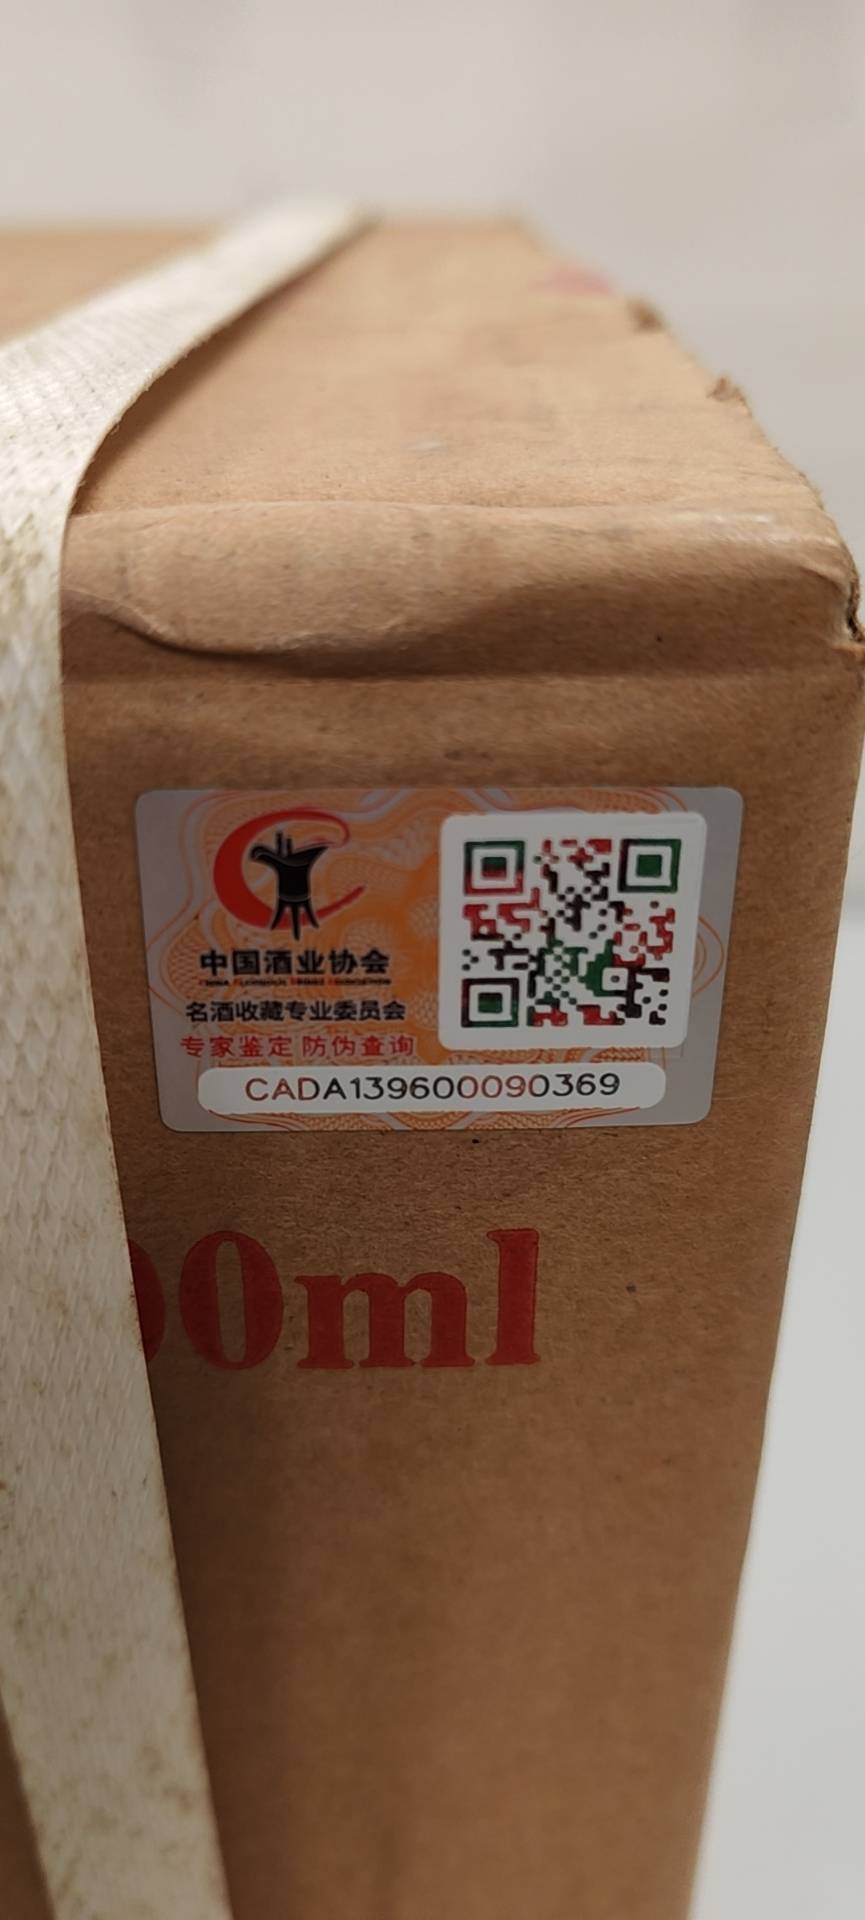 中国酒业协会
名酒收藏专业委员会
专家鉴定 防伪查询
CADA139600090369
00ml